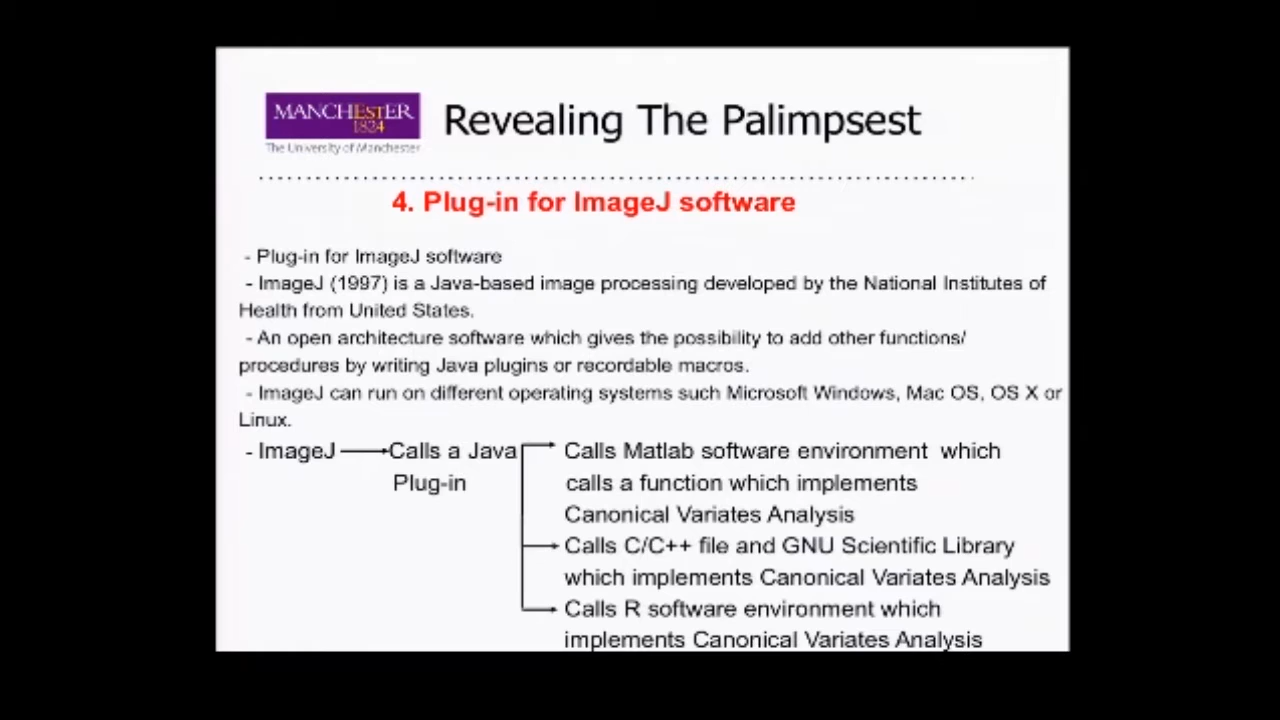 MANCHESTER
1824
The University of Manchester
Revealing The Palimpsest
4. Plug-in for ImageJ software
- Plug-in for ImageJ software
- ImageJ (1997) is a Java-based image processing developed by the National Institutes of
Health from United States.
- An open architecture software which gives the possibility to add other functions/
procedures by writing Java plugins or recordable macros.
- ImageJ can run on different operating systems such Microsoft Windows, Mac OS, OS X or
Linux.
- ImageJ Calls a Java
Plug-in
Calls Matlab software environment which
calls a function which implements
Canonical Variates Analysis
Calls C/C++ file and GNU Scientific Library
which implements Canonical Variates Analysis
Calls R software environment which
implements Canonical Variates Analysis